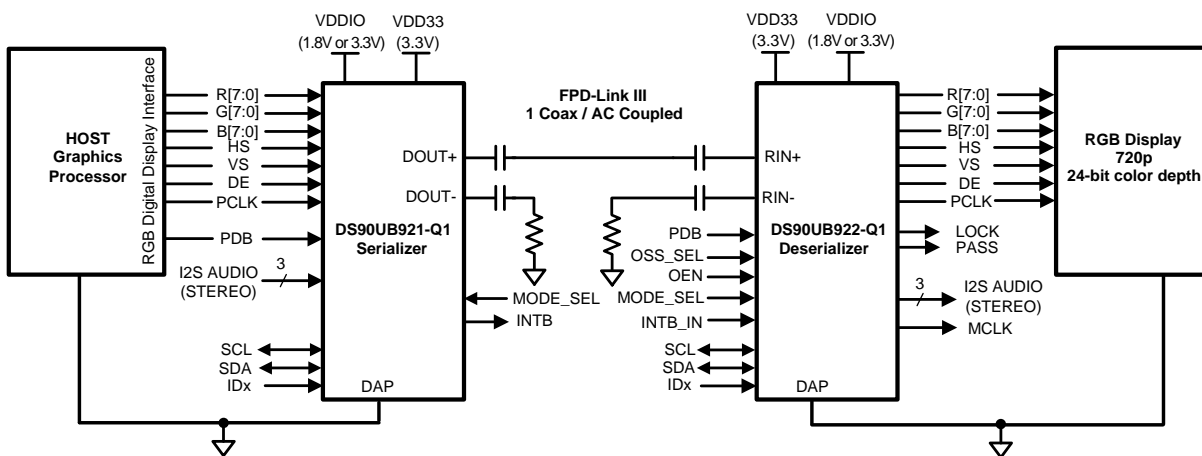 VDDIO
(1.8V or 3.3V)
VDD33
(3.3V)
VDD33
(3.3V)
VDDIO
(1.8V or 3.3V)
HOST
Graphics
Processor
RGB Digital Display Interface
R[7:0]
G[7:0]
B[7:0]
HS
VS
DE
PCLK
PDB
I2S AUDIO
(STEREO)
3
SCL
SDA
IDx
DOUT+
DOUT-
DS90UB921-Q1
Serializer
MODE_SEL
INTB
DAP
FPD-Link III
1 Coax / AC Coupled
RIN+
RIN-
DS90UB922-Q1
Deserializer
PDB
OSS_SEL
OEN
MODE_SEL
INTB_IN
SCL
SDA
IDx
DAP
R[7:0]
G[7:0]
B[7:0]
HS
VS
DE
PCLK
LOCK
PASS
3
I2S AUDIO
(STEREO)
MCLK
RGB Display
720p
24-bit color depth